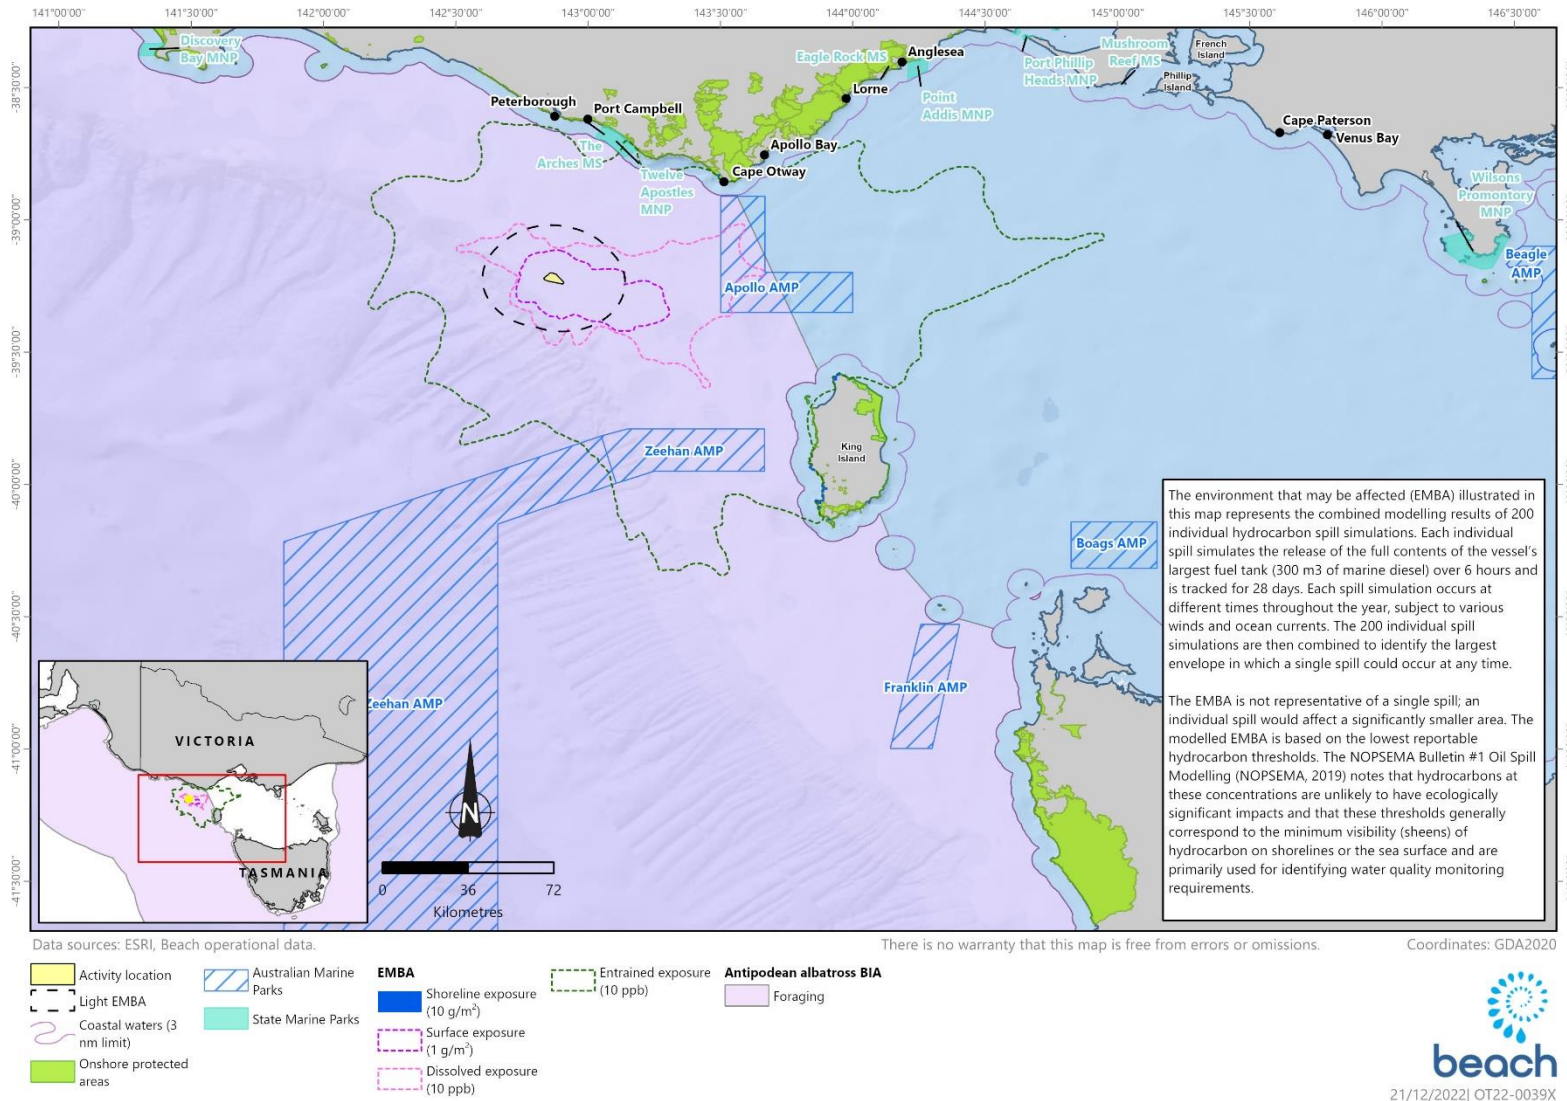 141°00'00"
141°30'00"
142°00'00"
142°30'00"
143°00'00"
143°30'00"
144°00'00"
144°30'00"
145°00'00"
145°30'00"
146°00'00"
146°30'00"
-38°30'00"
-39°00'00"
-39°30'00"
-40°00'00"
-40°30'00"
-41°00'00"
-41°30'00"
Discovery
Bay MNP
Peterborough
Port Campbell
The
Arches MS
Twelve
Apostles
MNP
Cape Otway
Apollo Bay
Lorne
Eagle Rock MS
Anglesea
Point
Addis MNP
Port Phillip
Heads MNP
Mushroom
Reef MS
French
Island
Phillip
Island
Cape Paterson
Venus Bay
Wilsons
Promontory
MNP
Beagle
AMP
Apollo AMP
Zeehan AMP
King
Island
Boags AMP
Franklin AMP
Zeehan AMP
VICTORIA
TASMANIA
N
0
36
72
Kilometres
The environment that may be affected (EMBA) illustrated in
this map represents the combined modelling results of 200
individual hydrocarbon spill simulations. Each individual
spill simulates the release of the full contents of the vessel's
largest fuel tank (300 m3 of marine diesel) over 6 hours and
is tracked for 28 days. Each spill simulation occurs at
different times throughout the year, subject to various
winds and ocean currents. The 200 individual spill
simulations are then combined to identify the largest
envelope in which a single spill could occur at any time.
The EMBA is not representative of a single spill; an
individual spill would affect a significantly smaller area. The
modelled EMBA is based on the lowest reportable
hydrocarbon thresholds. The NOPSEMA Bulletin #1 Oil Spill
Modelling (NOPSEMA, 2019) notes that hydrocarbons at
these concentrations are unlikely to have ecologically
significant impacts and that these thresholds generally
correspond to the minimum visibility (sheens) of
hydrocarbon on shorelines or the sea surface and are
primarily used for identifying water quality monitoring
requirements.
Data sources: ESRI, Beach operational data.
There is no warranty that this map is free from errors or omissions.
Coordinates: GDA2020
Activity location
Light EMBA
Coastal waters (3
nm limit)
Onshore protected
areas
Australian Marine
Parks
State Marine Parks
EMBA
Shoreline exposure
(10 g/m²)
Surface exposure
(1 g/m²)
Dissolved exposure
(10 ppb)
Entrained exposure
(10 ppb)
Antipodean albatross BIA
Foraging
beach
21/12/2022| OT22-0039X